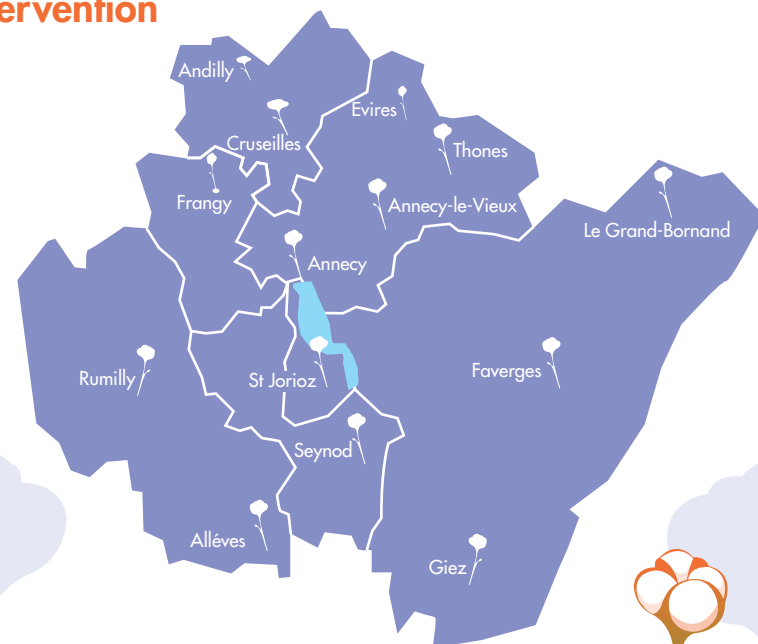 ervention
Andilly
Evires
Cruseilles
Thones
Frangy
Annecy-le-Vieux
Le Grand-Bornand
Annecy
Rumilly
St Jorioz
Faverges
Seynod
Alléves
Giez